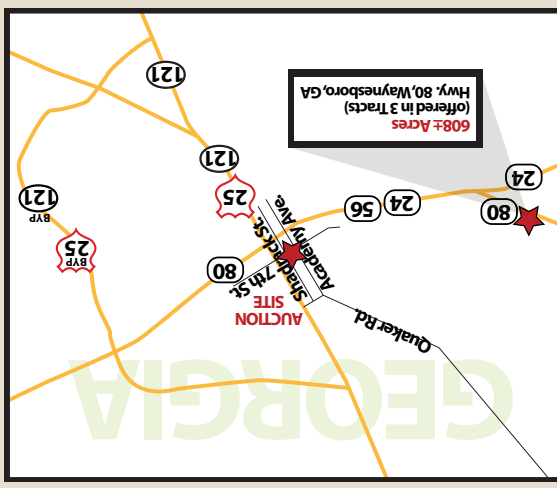 GEORGIA
Quaker Rd.
AUCTION
SITE
Academy Ave.
Shadrack St.
7th St.
80
BYP
25
80
24
56
25
BYP
121
24
121
608± Acres
(offered in 3 Tracts)
Hwy. 80, Waynesboro, GA
121